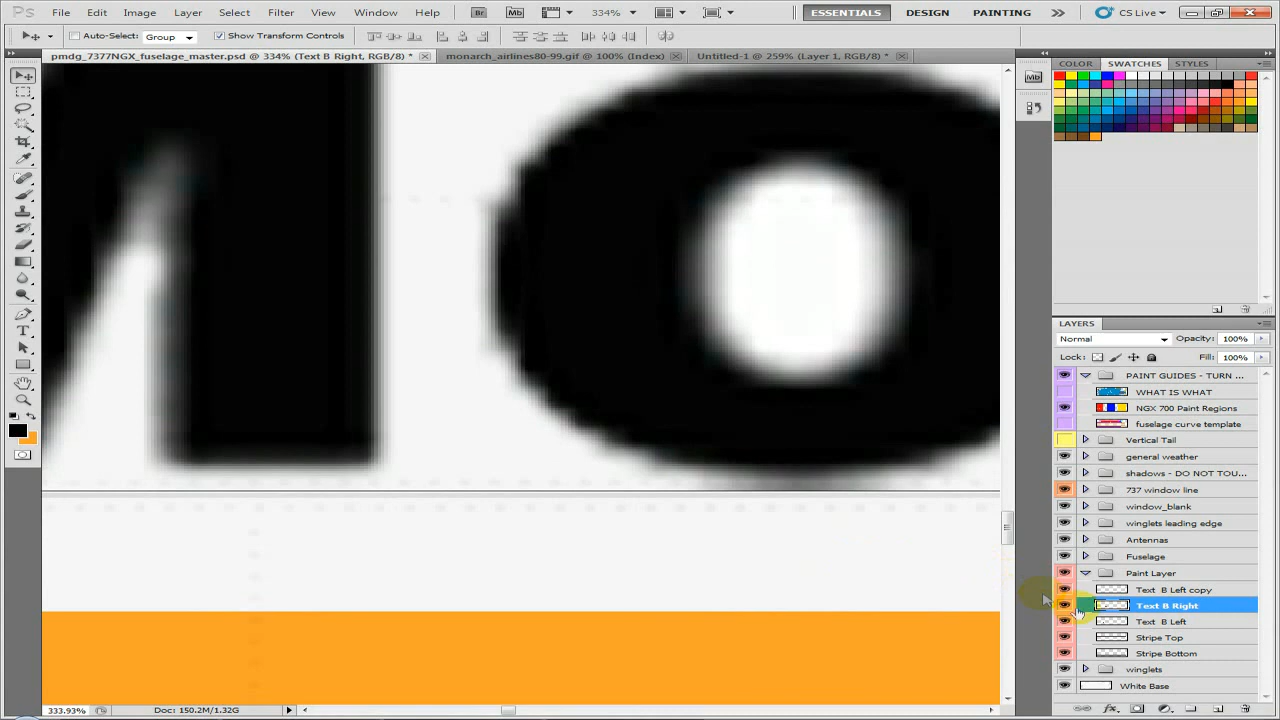 Ps File Edit Image Layer Select Filter View Window Help Br Mb 334% ESSENTIALS DESIGN PAINTING CS Live
Auto-Select: Group Show Transform Controls
pmdg_7377NGX_fuselage_master.psd @ 334% (Text B Right, RGB/8) * monarch_airlines80-99.gif @ 100% (Index) Untitled-1 @ 259% (Layer 1, RGB/8) *
COLOR SWATCHES STYLES
Mb
T
LAYERS
Normal Opacity: 100%
Lock: Fill: 100%
PAINT GUIDES - TURN ...
WHAT IS WHAT
NGX 700 Paint Regions
fuselage curve template
Vertical Tail
general weather
shadows - DO NOT TOU...
737 window line
window_blank
winglets leading edge
Antennas
Fuselage
Paint Layer
Text B Left copy
Text B Right
Text B Left
Stripe Top
Stripe Bottom
winglets
White Base
333.93% Doc: 150.2M/1.32G
fx